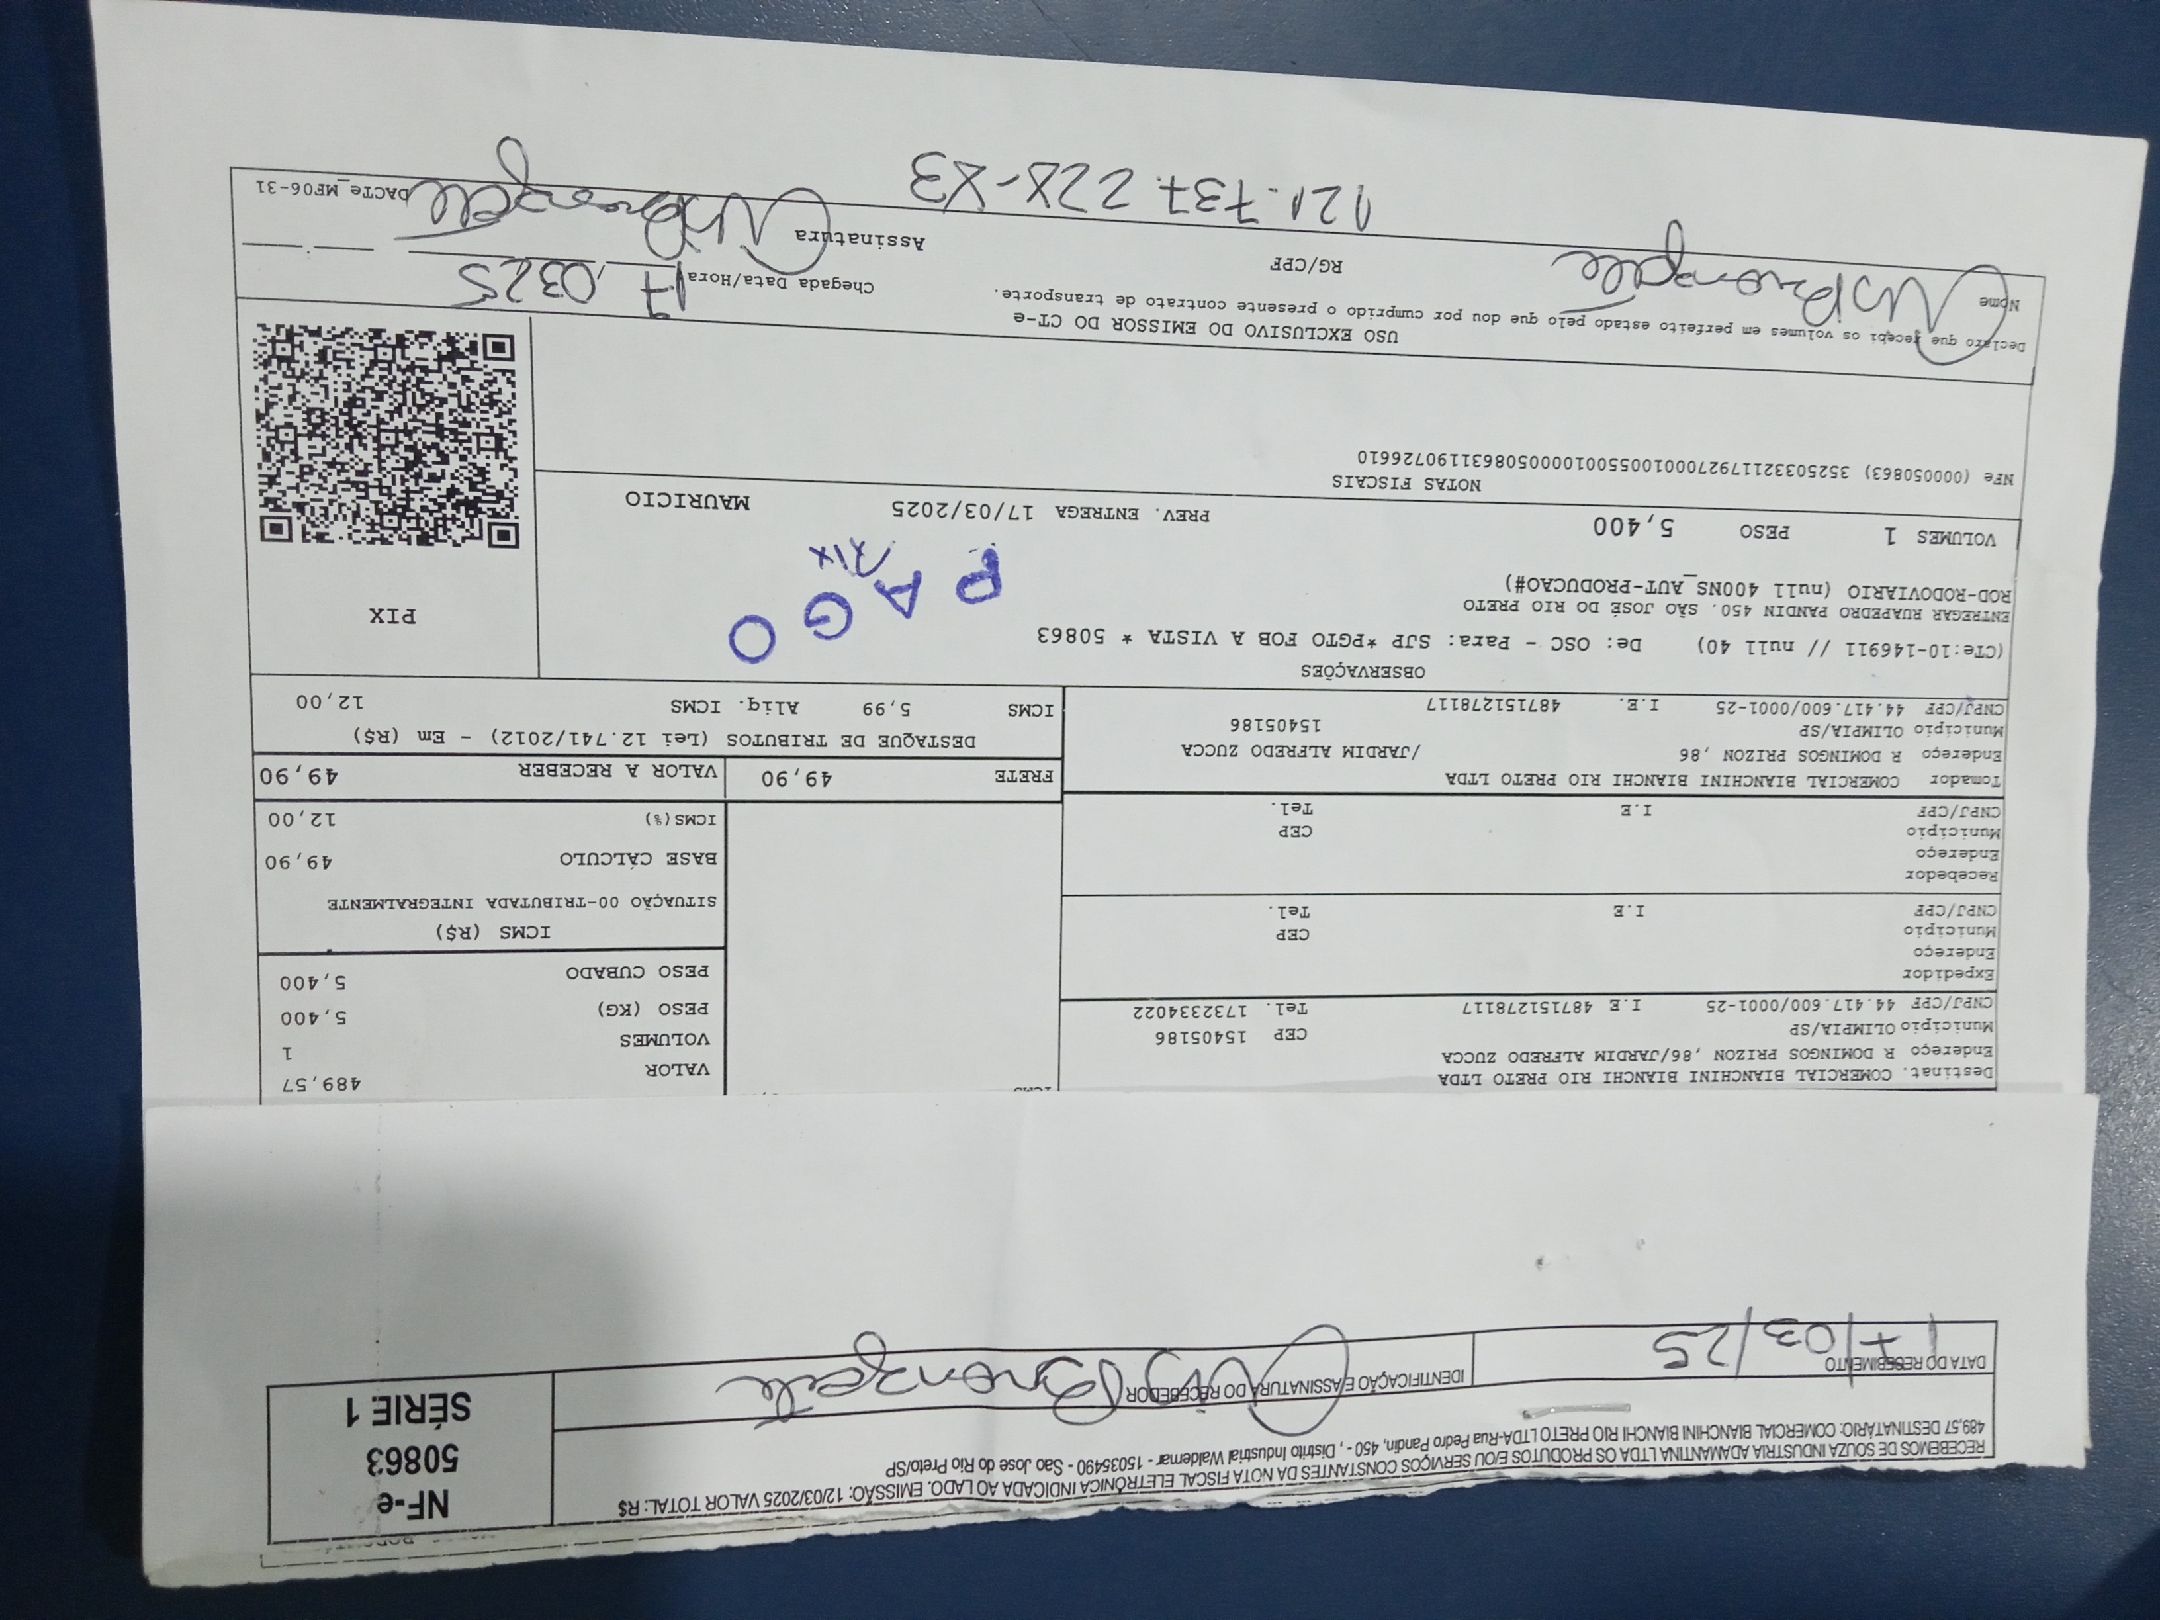 RECEBEMOS DE SOUZA INDUSTRIA ADAMANTINA LTDA OS PRODUTOS E/OU SERVIÇOS CONSTANTES DA NOTA FISCAL ELETRÔNICA INDICADA AO LADO. EMISSÃO: 12/03/2025 VALOR TOTAL: R$
489,57 DESTINATÁRIO: COMERCIAL BIANCHINI BIANCHI RIO PRETO LTDA-Rua Pedro Pandin, 450 - , Distrito Industrial Waldemar - 15035490 - Sao Jose do Rio Preto/SP
NF-e
50863
SÉRIE 1
DATA DO RECEBIMENTO
17/03/25
IDENTIFICAÇÃO E ASSINATURA DO RECEBEDOR
Destinat. COMERCIAL BIANCHINI BIANCHI RIO PRETO LTDA
Endereço R DOMINGOS PRIZON ,86/JARDIM ALFREDO ZUCCA
Município OLIMPIA/SP CEP 15405186
CNPJ/CPF 44.417.600/0001-25 I.E 487151278117 Tel. 1732334022
VALOR 489,57
VOLUMES 1
PESO (KG) 5,400
PESO CUBADO 5,400
Expedidor
Endereço
Município CEP
CNPJ/CPF I.E Tel.
ICMS (R$)
SITUAÇÃO 00-TRIBUTADA INTEGRALMENTE
BASE CÁLCULO 49,90
ICMS(%) 12,00
Recebedor
Endereço
Município CEP
CNPJ/CPF I.E Tel.
Tomador COMERCIAL BIANCHINI BIANCHI RIO PRETO LTDA
Endereço R DOMINGOS PRIZON ,86 /JARDIM ALFREDO ZUCCA
Município OLIMPIA/SP 15405186
CNPJ/CPF 44.417.600/0001-25 I.E. 487151278117
FRETE 49,90 VALOR A RECEBER 49,90
DESTAQUE DE TRIBUTOS (Lei 12.741/2012) - Em (R$)
ICMS 5,99 Aliq. ICMS 12,00
OBSERVAÇÕES
(CTe:10-146911 // null 40) De: OSC - Para: SJP *PGTO FOB A VISTA * 50863
ENTREGAR RUAPEDRO PANDIN 450. SÃO JOSÉ DO RIO PRETO
ROD-RODOVIARIO (null 400NS_AUT-PRODUCAO#)
PAGO
PIX
PIX
VOLUMES 1 PESO 5,400 PREV. ENTREGA 17/03/2025 MAURICIO
NOTAS FISCAIS
NFe (000050863) 35250332117927000100550010000508631190726610
USO EXCLUSIVO DO EMISSOR DO CT-e
Declaro que recebi os volumes em perfeito estado pelo que dou por cumprido o presente contrato de transporte.
Nome RG/CPF
Chegada Data/Hora 17,0325
Assinatura
DACTe_MF06-31